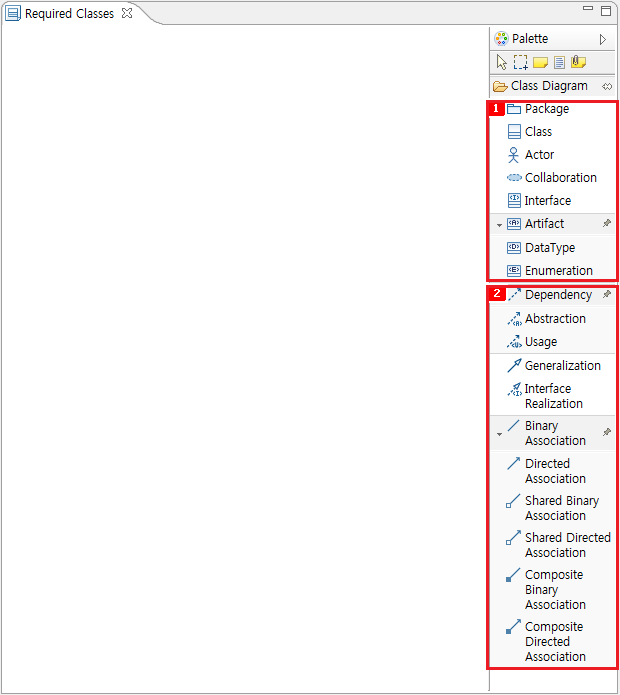 Required Classes
Palette
Class Diagram
1
Package
Class
Actor
Collaboration
<I>
Interface
<A>
Artifact
<D>
DataType
<E>
Enumeration
2
Dependency
<A>
Abstraction
<U>
Usage
Generalization
<I>
Interface
Realization
Binary
Association
Directed
Association
Shared Binary
Association
Shared Directed
Association
Composite
Binary
Association
Composite
Directed
Association